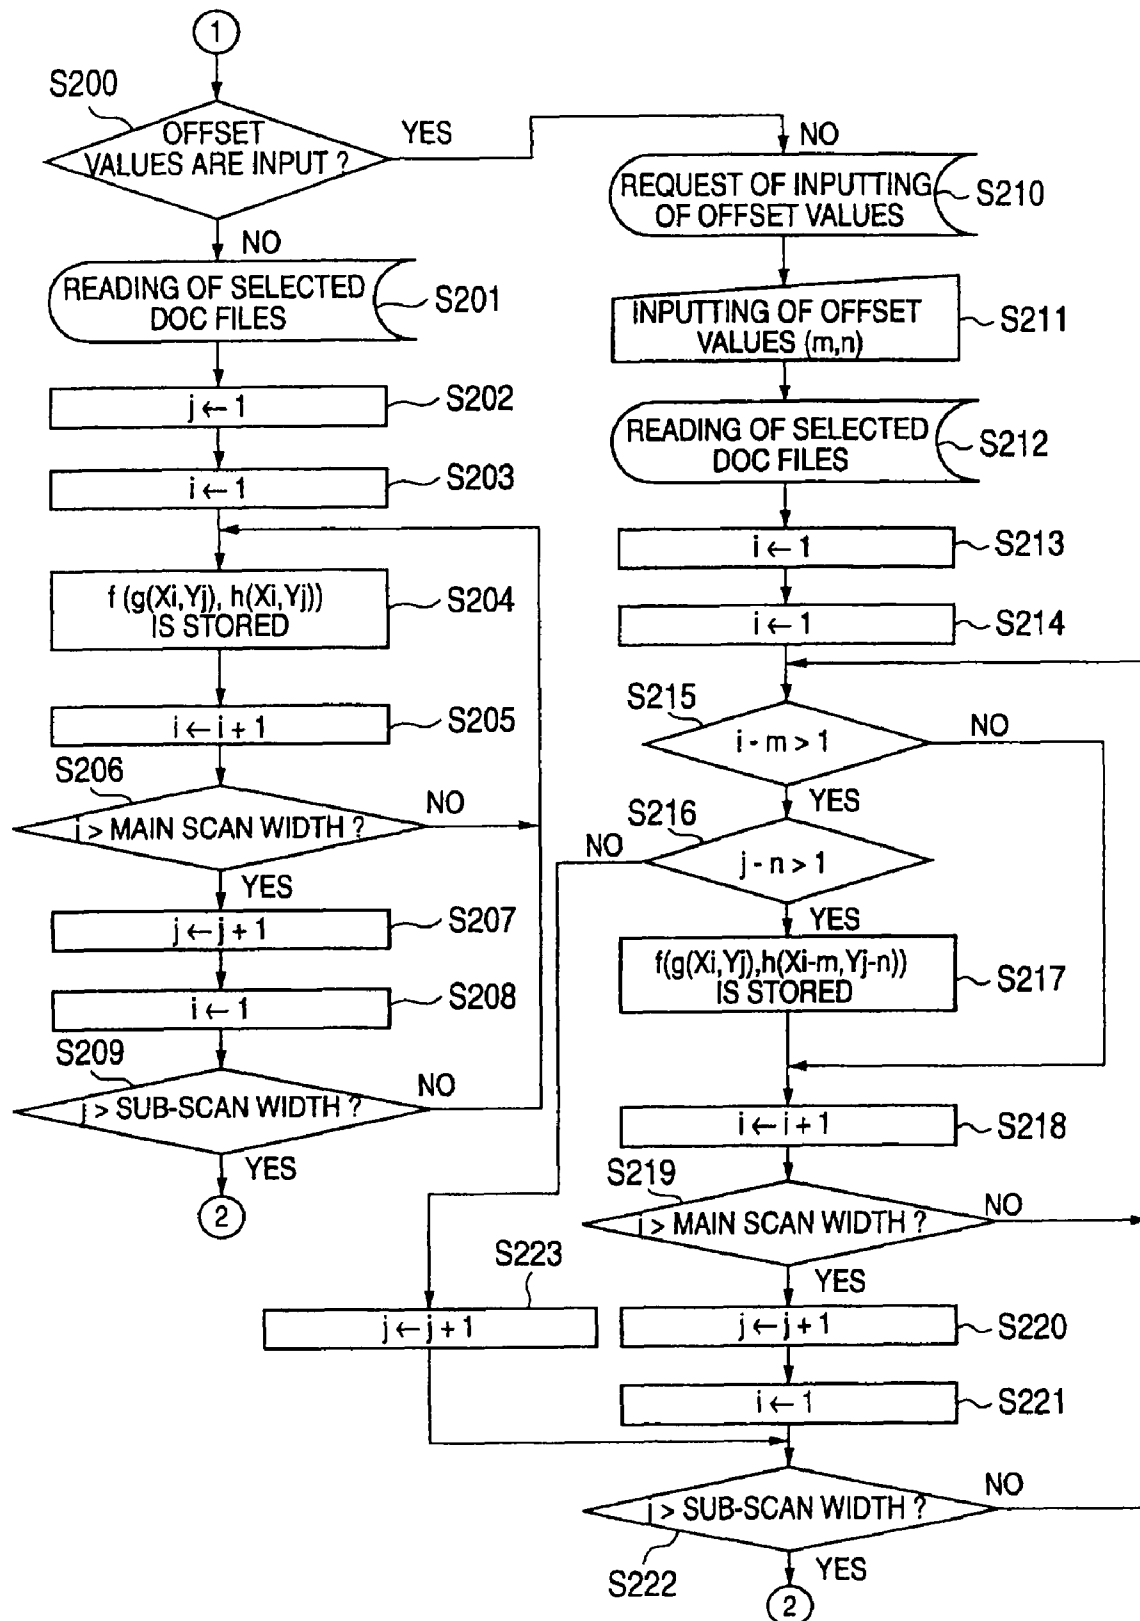 1
S200
OFFSET
VALUES ARE INPUT ?
YES
NO
READING OF SELECTED
DOC FILES
S201
j ← 1
S202
i ← 1
S203
f (g(Xi,Yj), h(Xi,Yj))
IS STORED
S204
i ← i + 1
S205
S206
i > MAIN SCAN WIDTH ?
NO
YES
j ← j + 1
S207
i ← 1
S208
S209
j > SUB-SCAN WIDTH ?
NO
YES
2
NO
REQUEST OF INPUTTING
OF OFFSET VALUES
S210
INPUTTING OF OFFSET
VALUES (m,n)
S211
READING OF SELECTED
DOC FILES
S212
i ← 1
S213
i ← 1
S214
S215
i - m > 1
NO
YES
S216
NO
j - n > 1
YES
f(g(Xi,Yj),h(Xi-m,Yj-n))
IS STORED
S217
i ← i + 1
S218
S219
i > MAIN SCAN WIDTH ?
NO
YES
S223
j ← j + 1
j ← j + 1
S220
i ← 1
S221
j > SUB-SCAN WIDTH ?
NO
S222
YES
2